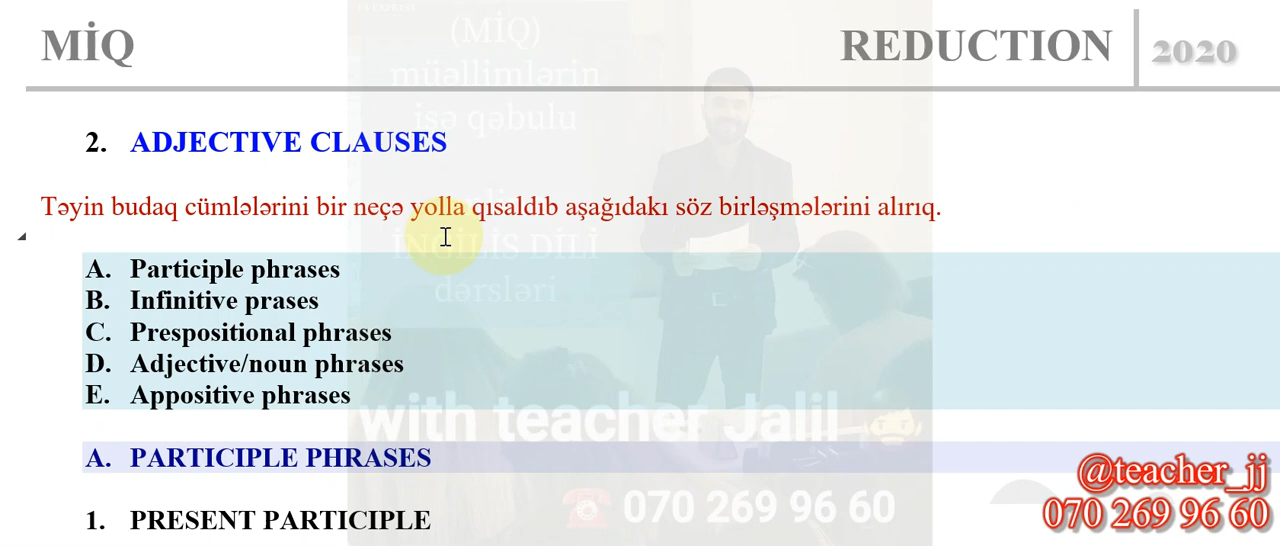 MİQ
REDUCTION 2020
(MİQ)
müəllimlərin
işə qəbulu
2. ADJECTIVE CLAUSES
Təyin budaq cümlələrini bir neçə yolla qısaldıb aşağıdakı söz birləşmələrini alırıq.
İNGİLİS DİLİ
dərsləri
A. Participle phrases
B. Infinitive prases
C. Prespositional phrases
D. Adjective/noun phrases
E. Appositive phrases
with teacher Jalil
A. PARTICIPLE PHRASES
@teacher_jj
070 269 96 60
☎ 070 269 96 60
1. PRESENT PARTICIPLE